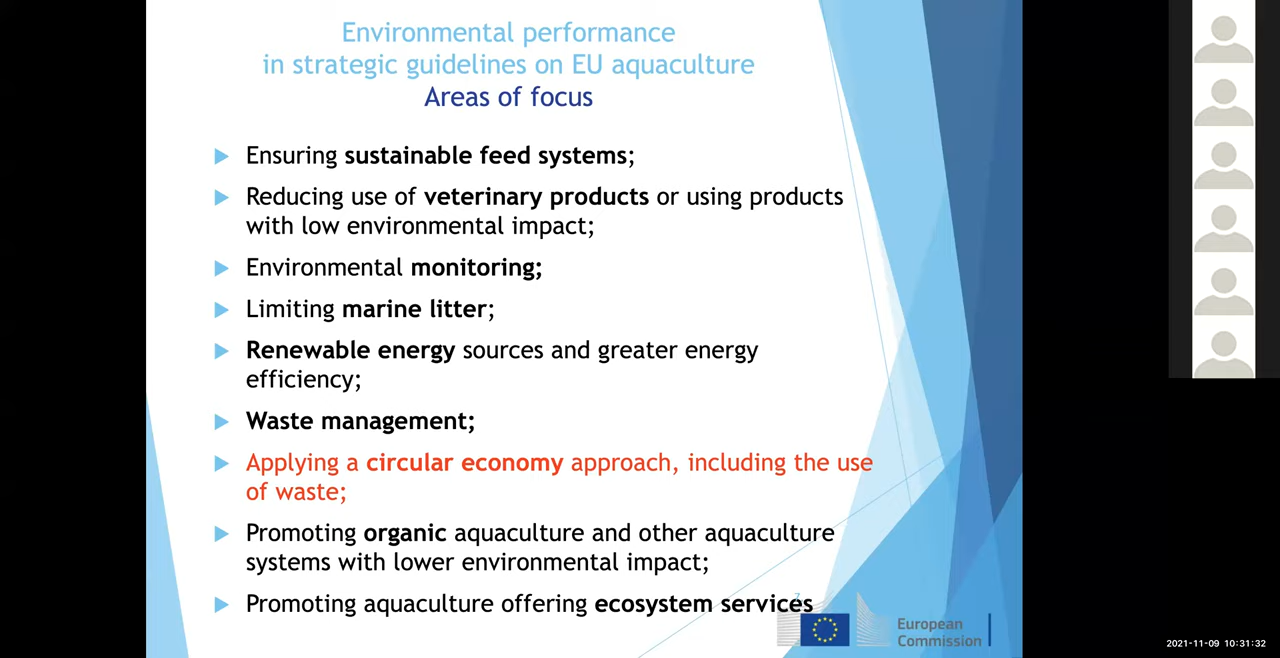 Environmental performance
in strategic guidelines on EU aquaculture
Areas of focus
Ensuring sustainable feed systems;
Reducing use of veterinary products or using products
with low environmental impact;
Environmental monitoring;
Limiting marine litter;
Renewable energy sources and greater energy
efficiency;
Waste management;
Applying a circular economy approach, including the use
of waste;
Promoting organic aquaculture and other aquaculture
systems with lower environmental impact;
Promoting aquaculture offering ecosystem services
7
European
Commission
2021-11-09 10:31:32